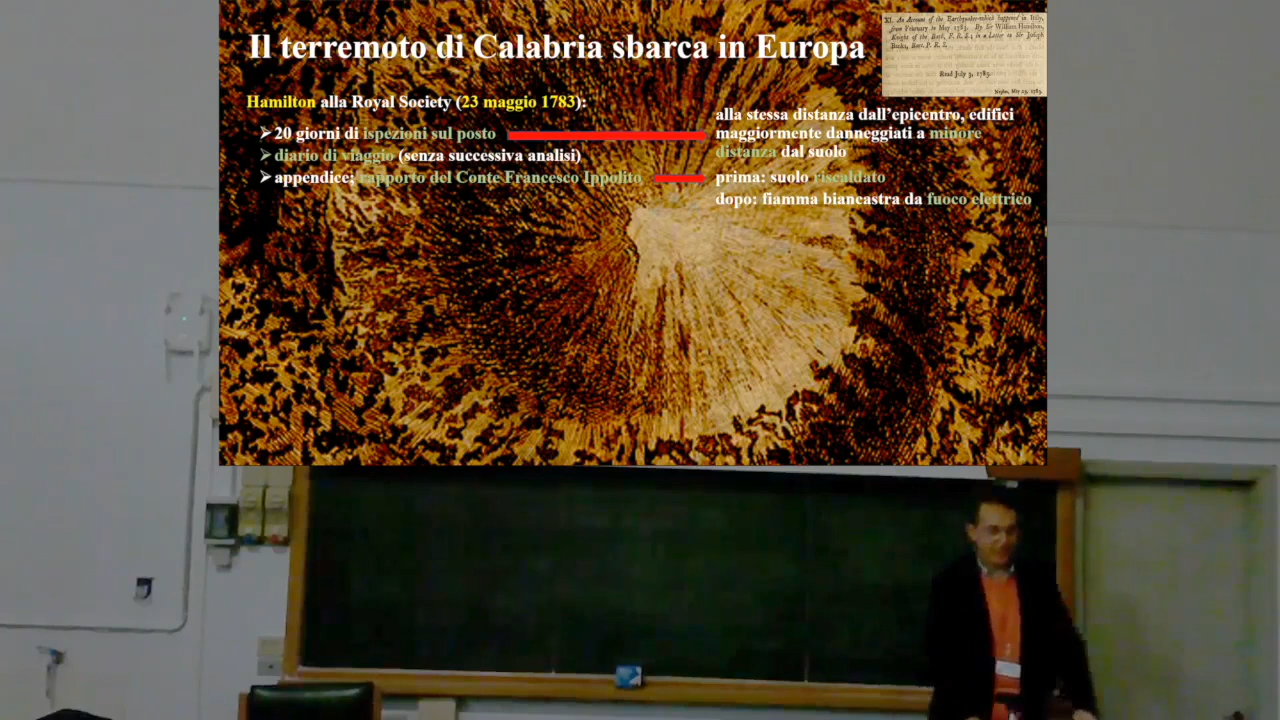 Il terremoto di Calabria sbarca in Europa
XI. An Account of the Earthquakes which happened in Italy,
from February to May 1783. By Sir William Hamilton,
Knight of the Bath, F. R. S.; in a Letter to Sir Joseph
Banks, Bart. P. R. S.
Read July 3, 1783.
Naples, May 23, 1783.
Hamilton alla Royal Society (23 maggio 1783):
➢20 giorni di ispezioni sul posto
➢diario di viaggio (senza successiva analisi)
➢appendice: rapporto del Conte Francesco Ippolito
alla stessa distanza dall’epicentro, edifici
maggiormente danneggiati a minore
distanza dal suolo
prima: suolo riscaldato
dopo: fiamma biancastra da fuoco elettrico